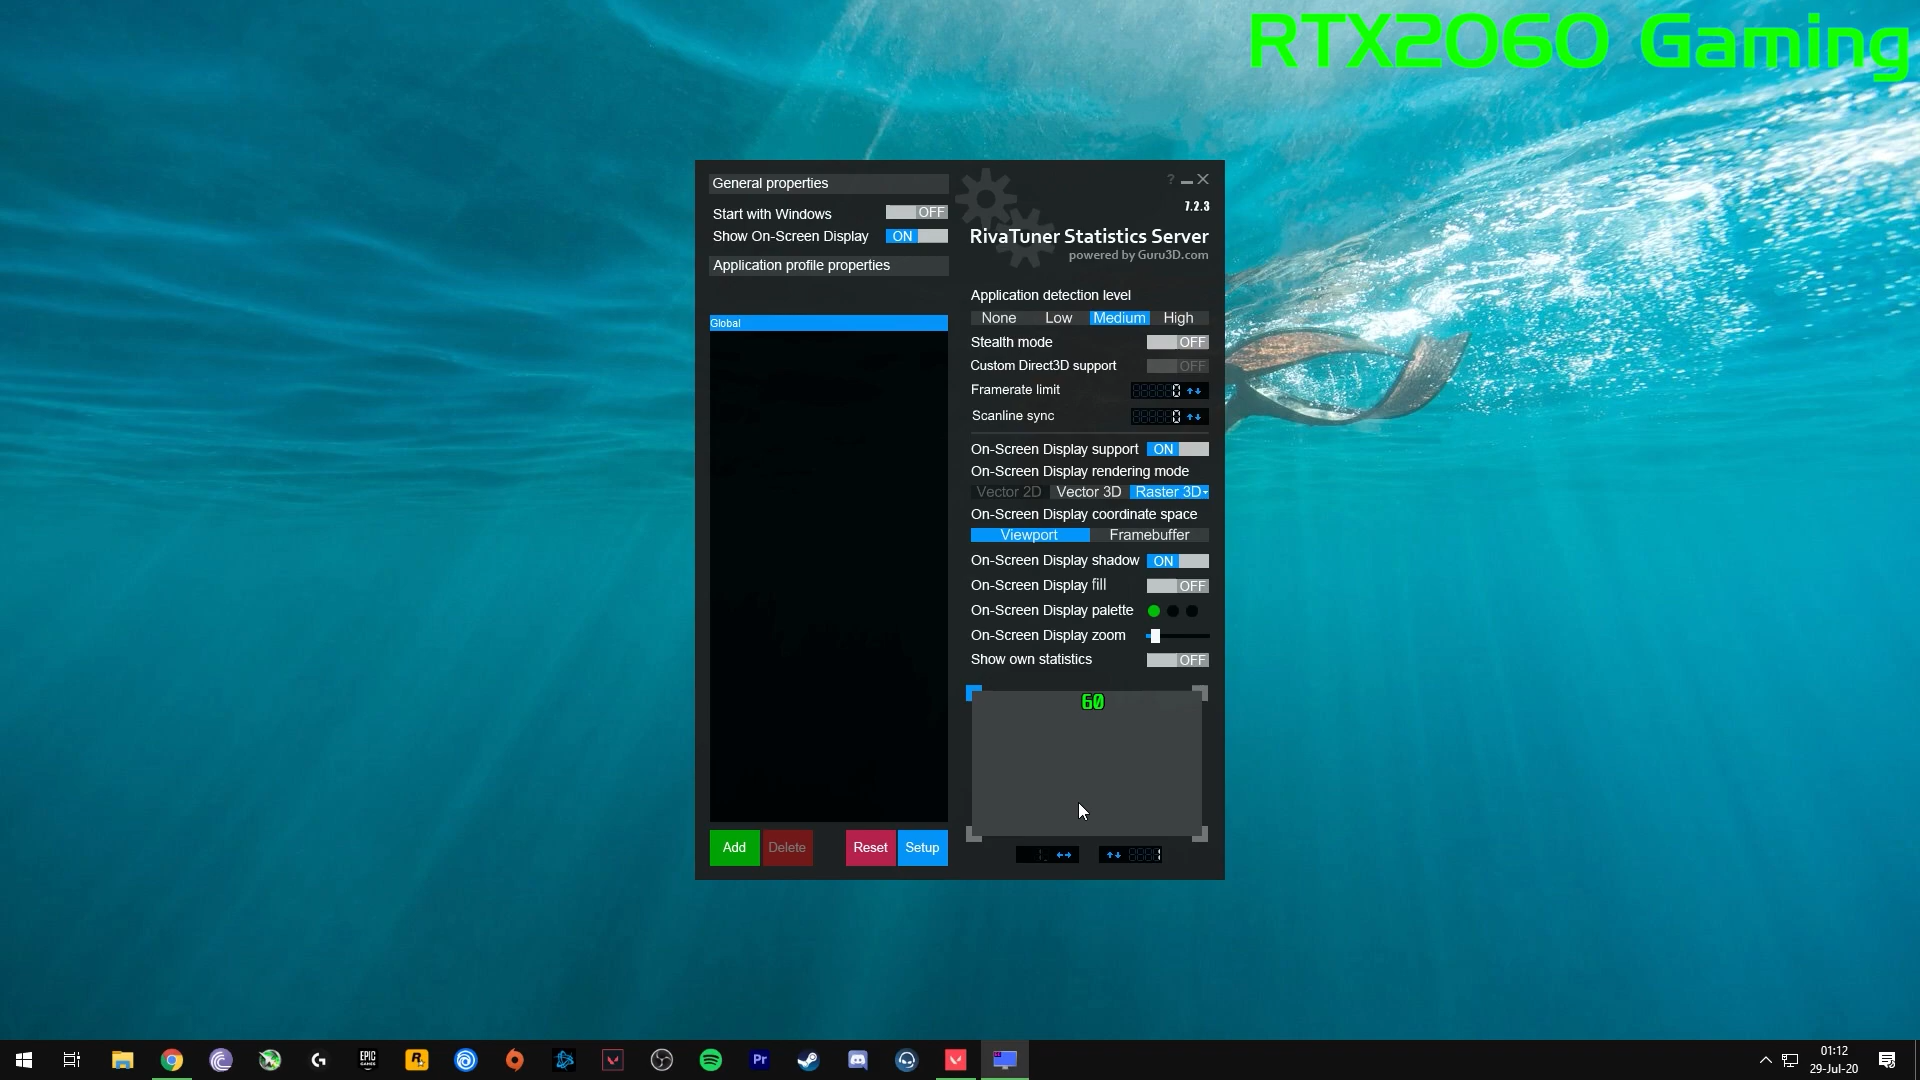 RTX2060 Gaming
General properties
?
7.2.3
Start with Windows OFF
Show On-Screen Display ON
RivaTuner Statistics Server
powered by Guru3D.com
Application profile properties
Global
Application detection level
None Low Medium High
Stealth mode OFF
Custom Direct3D support OFF
Framerate limit 0
Scanline sync 0
On-Screen Display support ON
On-Screen Display rendering mode
Vector 2D Vector 3D Raster 3D
On-Screen Display coordinate space
Viewport Framebuffer
On-Screen Display shadow ON
On-Screen Display fill OFF
On-Screen Display palette
On-Screen Display zoom
Show own statistics OFF
60
Add Delete Reset Setup
1 1
EPIC
GAMES
R
Pr
01:12
29-Jul-20